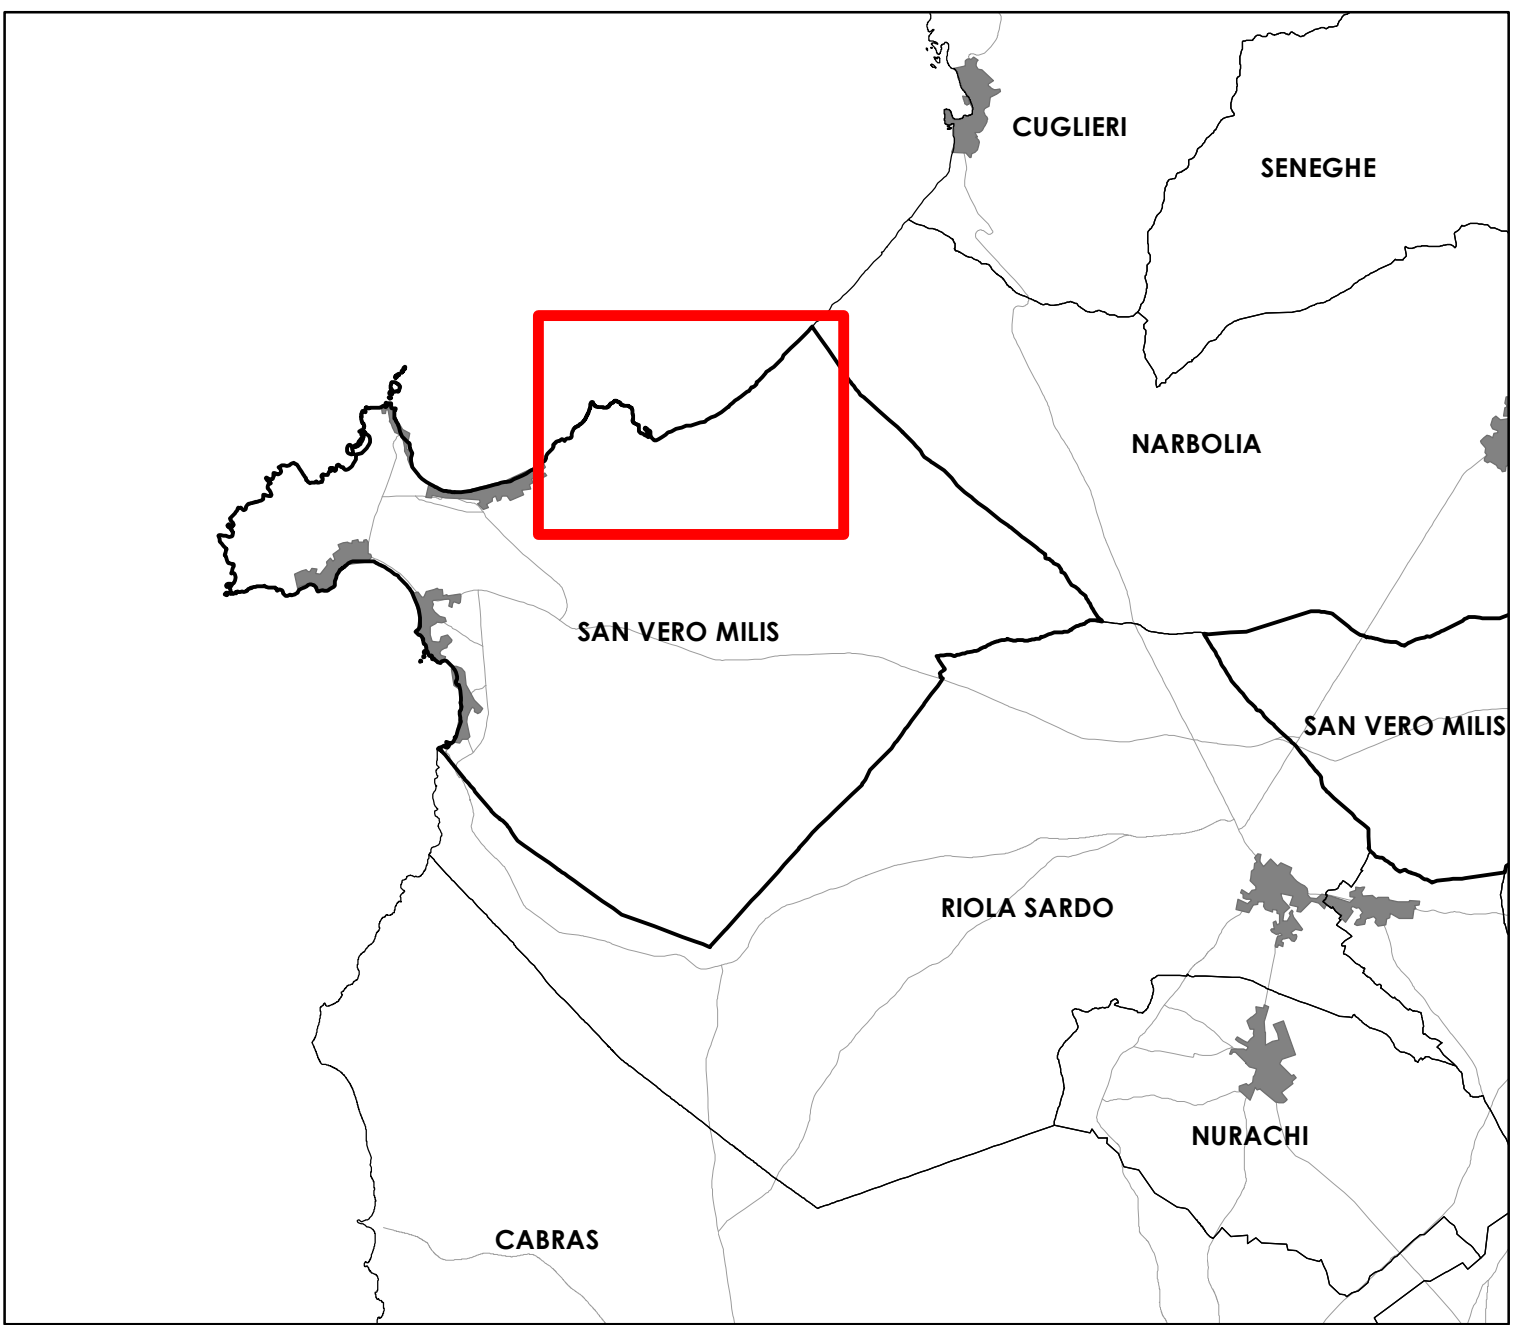 CUGLIERI
SENEGHE
NARBOLIA
SAN VERO MILIS
SAN VERO MILIS
RIOLA SARDO
NURACHI
CABRAS